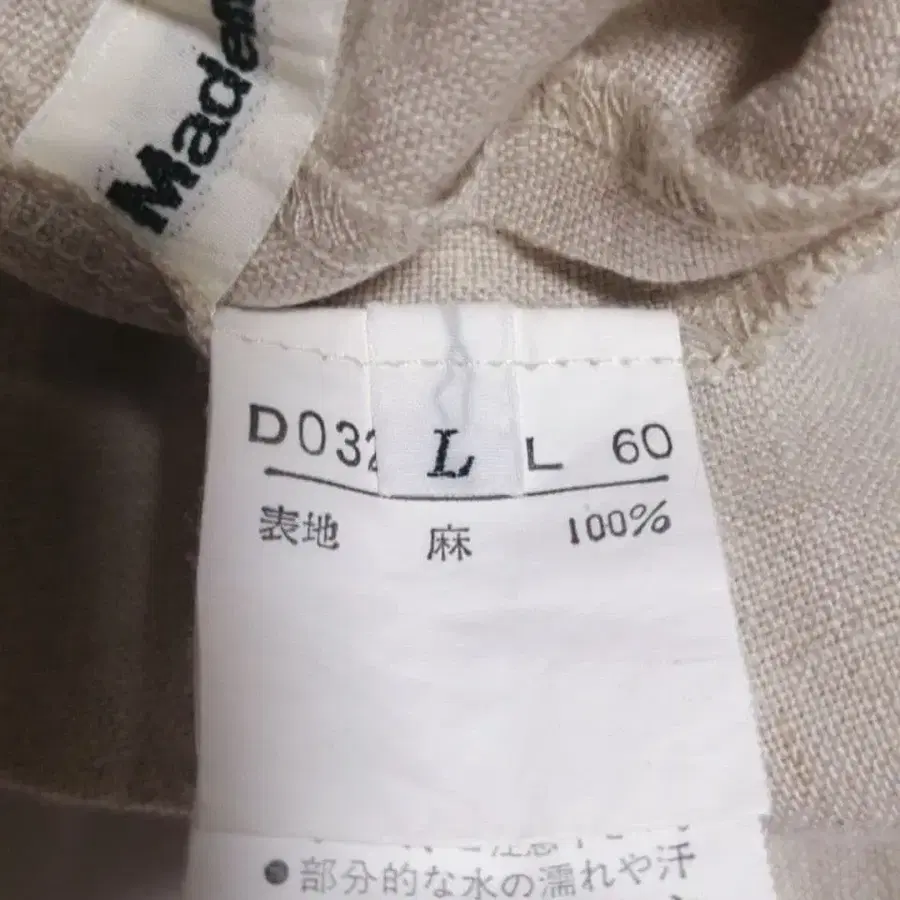 Made
D032 L L 60
表地 麻 100%
●部分的な水の濡れや汗